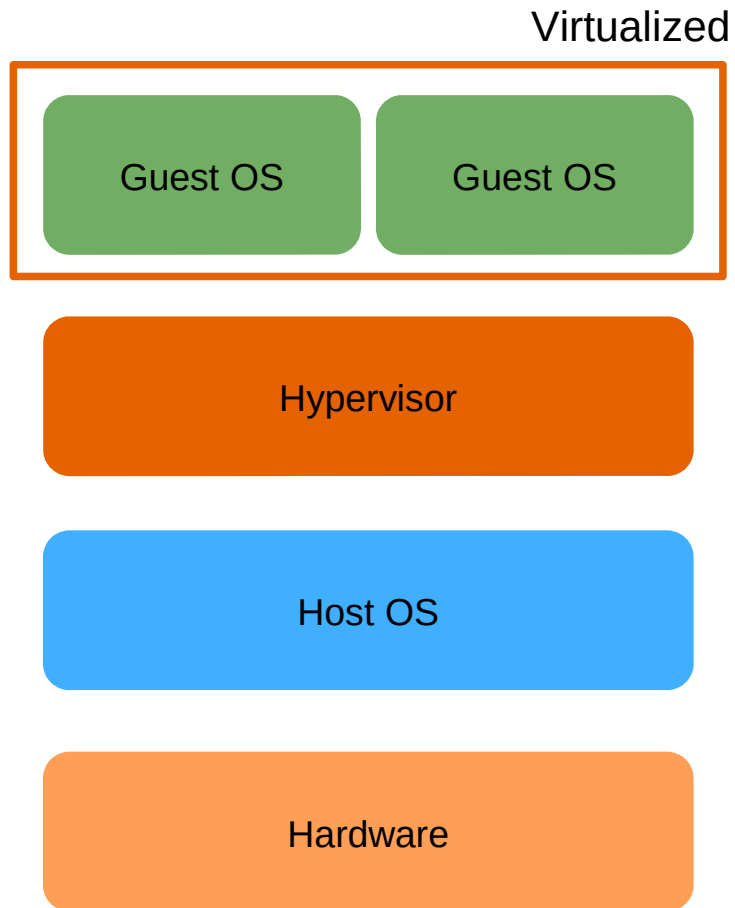 Virtualized
Guest OS Guest OS
Hypervisor
Host OS
Hardware